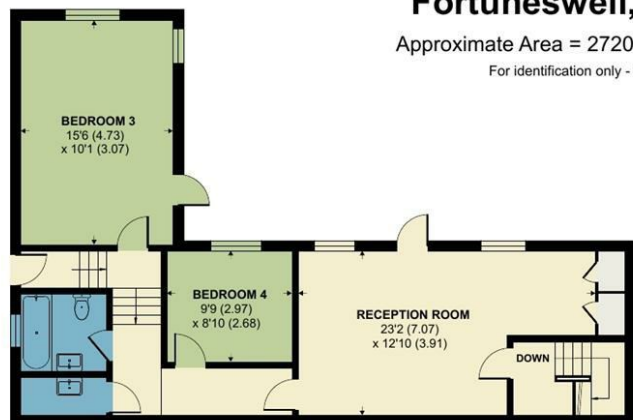 Fortuneswell,
Approximate Area = 2720
For identification only -
BEDROOM 3
15'6 (4.73)
x 10'1 (3.07)
BEDROOM 4
9'9 (2.97)
x 8'10 (2.68)
RECEPTION ROOM
23'2 (7.07)
x 12'10 (3.91)
DOWN